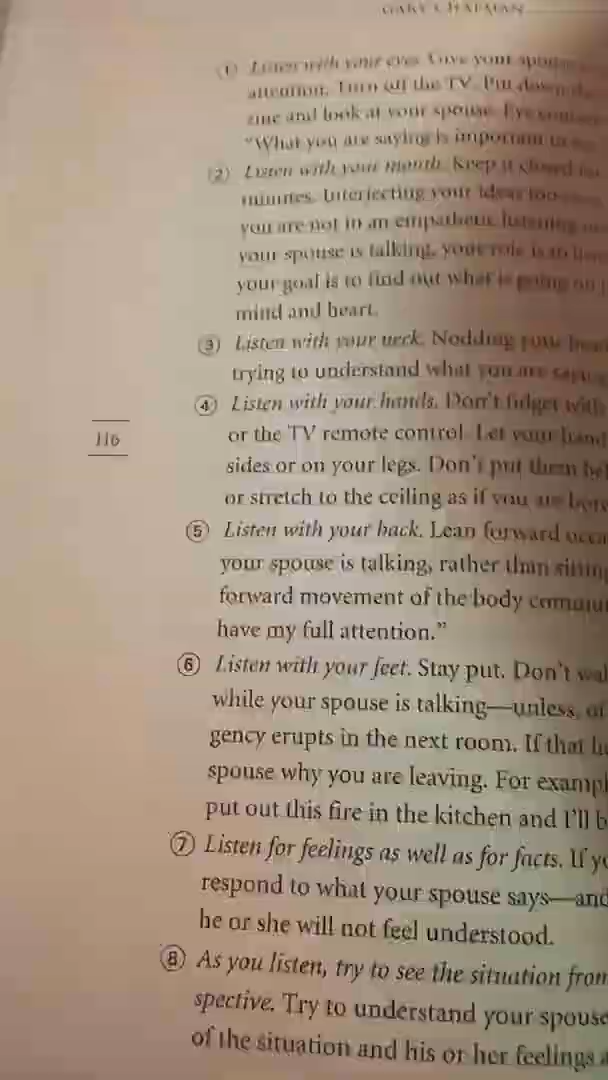 GARY CHAPMAN
① Listen with your eyes. Give your spouse
attention. Turn off the TV. Put down the
zine and look at your spouse. Eye
"What you are saying is important to
② Listen with your mouth. Keep it closed for
minutes. Interjecting your ideas too
you are not in an empathetic listening
your spouse is talking, your role is to
your goal is to find out what is going on
mind and heart.
③ Listen with your neck. Nodding your
trying to understand what you are saying
④ Listen with your hands. Don't fidget with
116
or the TV remote control. Let your hand
sides or on your legs. Don't put them
or stretch to the ceiling as if you are
⑤ Listen with your back. Lean forward
your spouse is talking, rather than
forward movement of the body
have my full attention."
⑥ Listen with your feet. Stay put. Don't
while your spouse is talking—unless, of
gency erupts in the next room. If that
spouse why you are leaving. For exampl
put out this fire in the kitchen and I'll b
⑦ Listen for feelings as well as for facts. If yo
respond to what your spouse says—and
he or she will not feel understood.
⑧ As you listen, try to see the situation from
spective. Try to understand your spouse
of the situation and his or her feelings